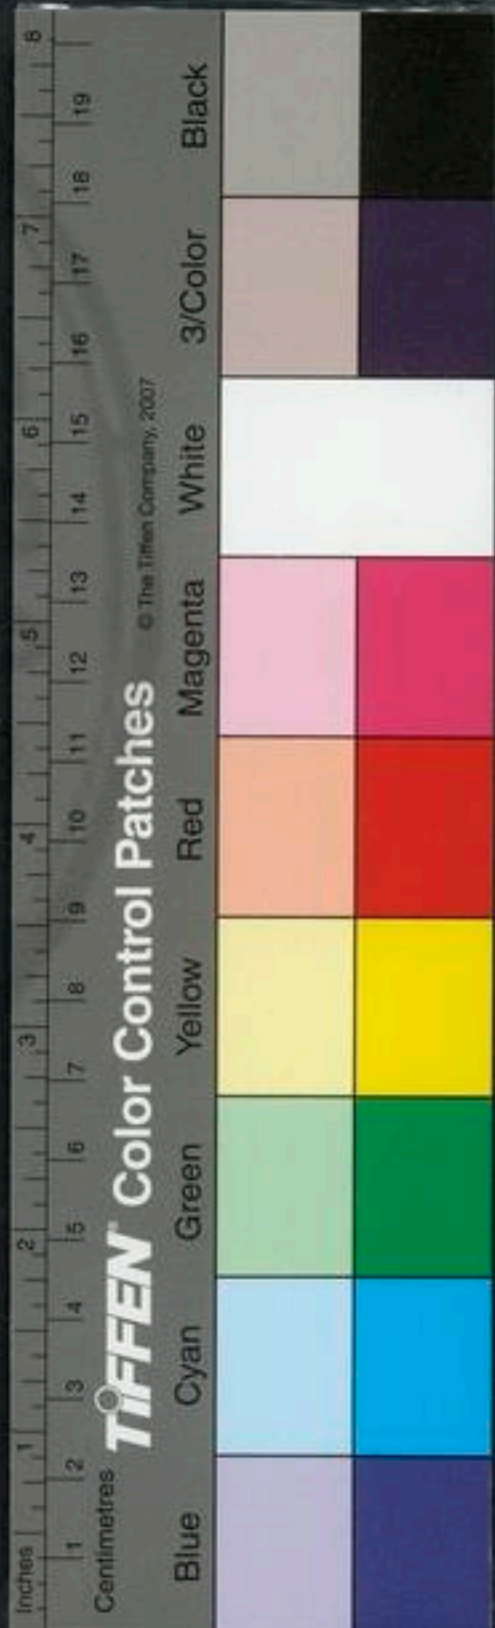 Inches 1 2 3 4 5 6 7 8
Centimetres 1 2 3 4 5 6 7 8 9 10 11 12 13 14 15 16 17 18 19
TIFFEN® Color Control Patches
© The Tiffen Company, 2007
Blue Cyan Green Yellow Red Magenta White 3/Color Black